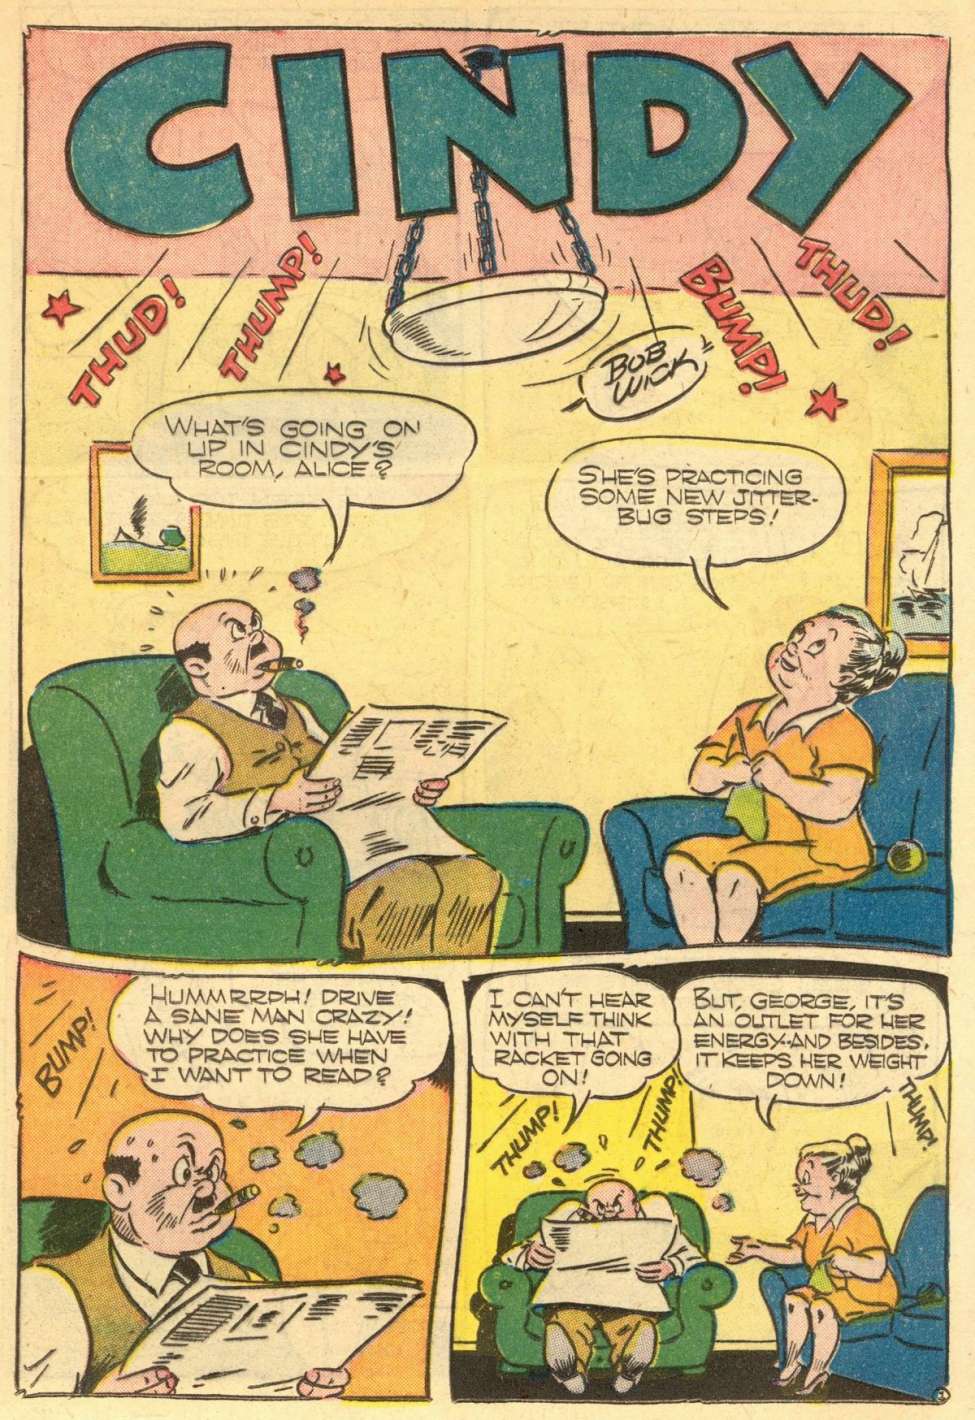 CINDY
THUD!
THUMP!
BUMP!
THUD!
BOB
WICK
WHAT'S GOING ON
UP IN CINDY'S
ROOM, ALICE?
SHE'S PRACTICING
SOME NEW JITTER-
BUG STEPS!
BUMP!
HUMMRRPH! DRIVE
A SANE MAN CRAZY!
WHY DOES SHE HAVE
TO PRACTICE WHEN
I WANT TO READ?
I CAN'T HEAR
MYSELF THINK
WITH THAT
RACKET GOING
ON!
BUT, GEORGE, IT'S
AN OUTLET FOR HER
ENERGY-AND BESIDES,
IT KEEPS HER WEIGHT
DOWN!
THUMP!
THUMP!
THUMP!